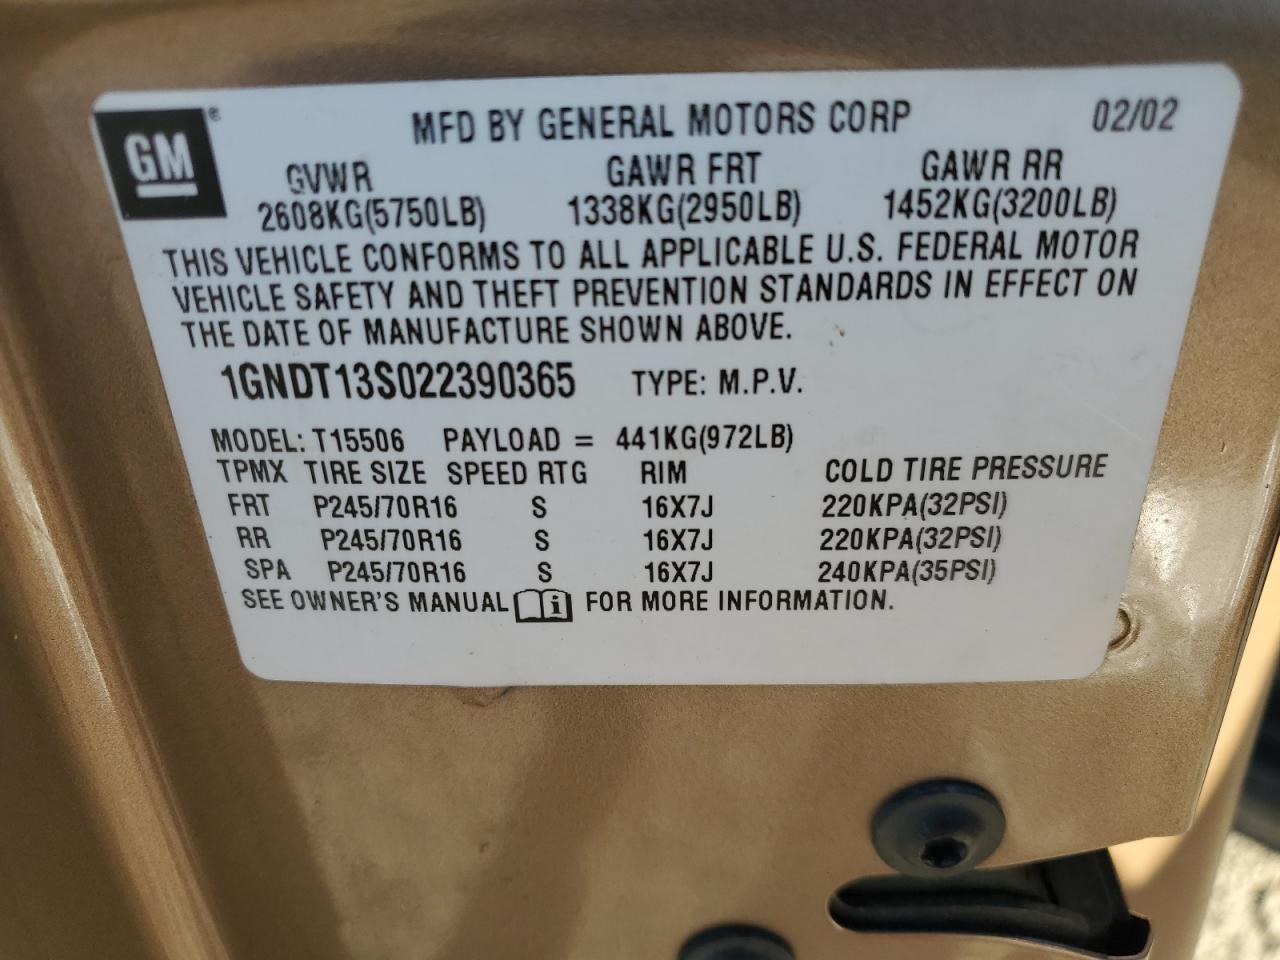 GM®
MFD BY GENERAL MOTORS CORP 02/02
GVWR GAWR FRT GAWR RR
2608KG(5750LB) 1338KG(2950LB) 1452KG(3200LB)
THIS VEHICLE CONFORMS TO ALL APPLICABLE U.S. FEDERAL MOTOR
VEHICLE SAFETY AND THEFT PREVENTION STANDARDS IN EFFECT ON
THE DATE OF MANUFACTURE SHOWN ABOVE.
1GNDT13S022390365 TYPE: M.P.V.
MODEL: T15506 PAYLOAD = 441KG(972LB)
TPMX TIRE SIZE SPEED RTG RIM COLD TIRE PRESSURE
FRT P245/70R16 S 16X7J 220KPA(32PSI)
RR P245/70R16 S 16X7J 220KPA(32PSI)
SPA P245/70R16 S 16X7J 240KPA(35PSI)
SEE OWNER'S MANUAL i FOR MORE INFORMATION.